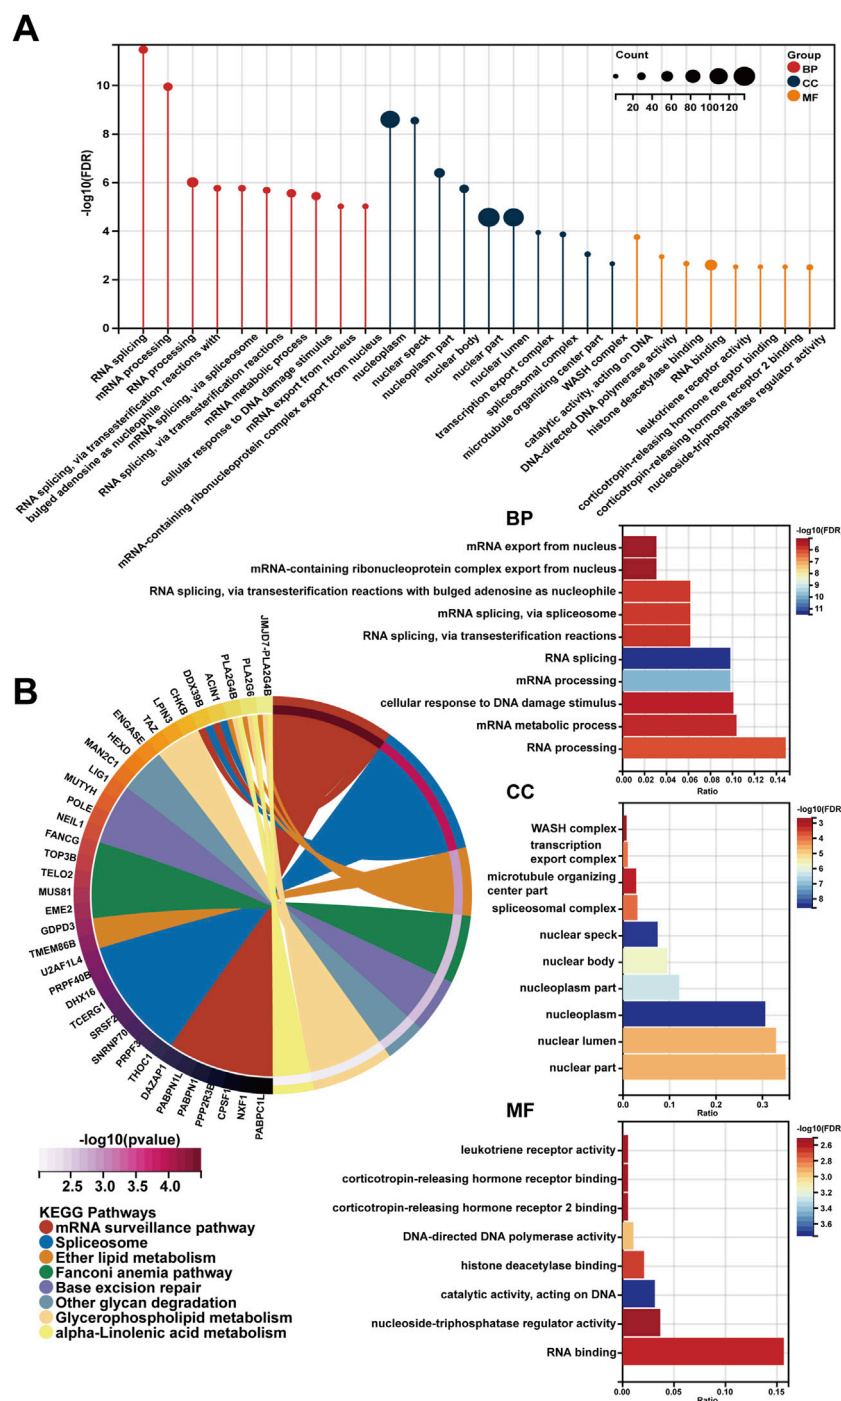 A
Count
20 40 60 80 100120
Group
BP
CC
MF
-log10(FDR)
10
8
6
4
2
0
RNA splicing
mRNA processing
RNA processing
RNA splicing, via transesterification reactions with
bulged adenosine as nucleophile
mRNA splicing, via spliceosome
RNA splicing, via transesterification reactions
mRNA metabolic process
cellular response to DNA damage stimulus
mRNA export from nucleus
mRNA-containing ribonucleoprotein complex export from nucleus
nucleoplasm
nuclear speck
nucleoplasm part
nuclear body
nuclear part
nuclear lumen
transcription export complex
spliceosomal complex
microtubule organizing center part
WASH complex
catalytic activity, acting on DNA
DNA-directed DNA polymerase activity
histone deacetylase binding
RNA binding
leukotriene receptor activity
corticotropin-releasing hormone receptor binding
corticotropin-releasing hormone receptor 2 binding
nucleoside-triphosphatase regulator activity
BP
mRNA export from nucleus
mRNA-containing ribonucleoprotein complex export from nucleus
RNA splicing, via transesterification reactions with bulged adenosine as nucleophile
mRNA splicing, via spliceosome
RNA splicing, via transesterification reactions
RNA splicing
mRNA processing
cellular response to DNA damage stimulus
mRNA metabolic process
RNA processing
0.00 0.02 0.04 0.06 0.08 0.10 0.12 0.14
Ratio
-log10(FDR)
6
7
8
9
10
11
B
JMJD7-PLA2G4B
PLA2G6
PLA2G4B
ACIN1
DDX39B
CHKB
LPIN3
TAZ
ENGASE
HEXD
MAN2C1
LIG1
MUTYH
POLE
NEIL1
FANCG
TOP3B
TELO2
MUS81
EME2
GDPD3
TMEM86B
U2AF1L4
PRPF40B
DHX16
TCERG1
SRSF2
SNRNP70
PRPF3
THOC1
DAZAP1
PABPN1L
PABPN1
PPP2R3B
CPSF1
NXF1
PABPC1L
CC
WASH complex
transcription
export complex
microtubule organizing
center part
spliceosomal complex
nuclear speck
nuclear body
nucleoplasm part
nucleoplasm
nuclear lumen
nuclear part
0.0 0.1 0.2 0.3
Ratio
-log10(FDR)
3
4
5
6
7
8
-log10(pvalue)
2.5 3.0 3.5 4.0
KEGG Pathways
mRNA surveillance pathway
Spliceosome
Ether lipid metabolism
Fanconi anemia pathway
Base excision repair
Other glycan degradation
Glycerophospholipid metabolism
alpha-Linolenic acid metabolism
MF
leukotriene receptor activity
corticotropin-releasing hormone receptor binding
corticotropin-releasing hormone receptor 2 binding
DNA-directed DNA polymerase activity
histone deacetylase binding
catalytic activity, acting on DNA
nucleoside-triphosphatase regulator activity
RNA binding
0.00 0.05 0.10 0.15
Ratio
-log10(FDR)
2.6
2.8
3.0
3.2
3.4
3.6